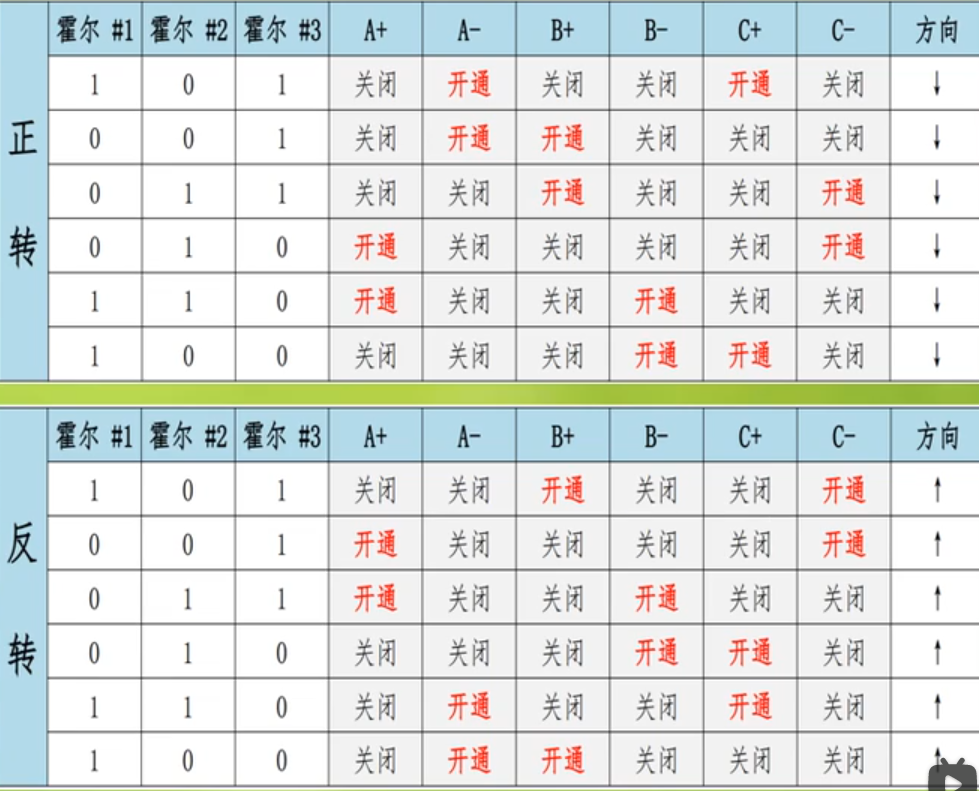 霍尔 #1 霍尔 #2 霍尔 #3 A+ A- B+ B- C+ C- 方向
1 0 1 关闭 开通 关闭 关闭 开通 关闭 ↓
0 0 1 关闭 开通 开通 关闭 关闭 关闭 ↓
正
0 1 1 关闭 关闭 开通 关闭 关闭 开通 ↓
转
0 1 0 开通 关闭 关闭 关闭 关闭 开通 ↓
1 1 0 开通 关闭 关闭 开通 关闭 关闭 ↓
1 0 0 关闭 关闭 关闭 开通 开通 关闭 ↓
霍尔 #1 霍尔 #2 霍尔 #3 A+ A- B+ B- C+ C- 方向
1 0 1 关闭 关闭 开通 关闭 关闭 开通 ↑
反
0 0 1 开通 关闭 关闭 关闭 关闭 开通 ↑
0 1 1 开通 关闭 关闭 开通 关闭 关闭 ↑
转
0 1 0 关闭 关闭 关闭 开通 开通 关闭 ↑
1 1 0 关闭 开通 关闭 关闭 开通 关闭 ↑
1 0 0 关闭 开通 开通 关闭 关闭 关闭 ↑